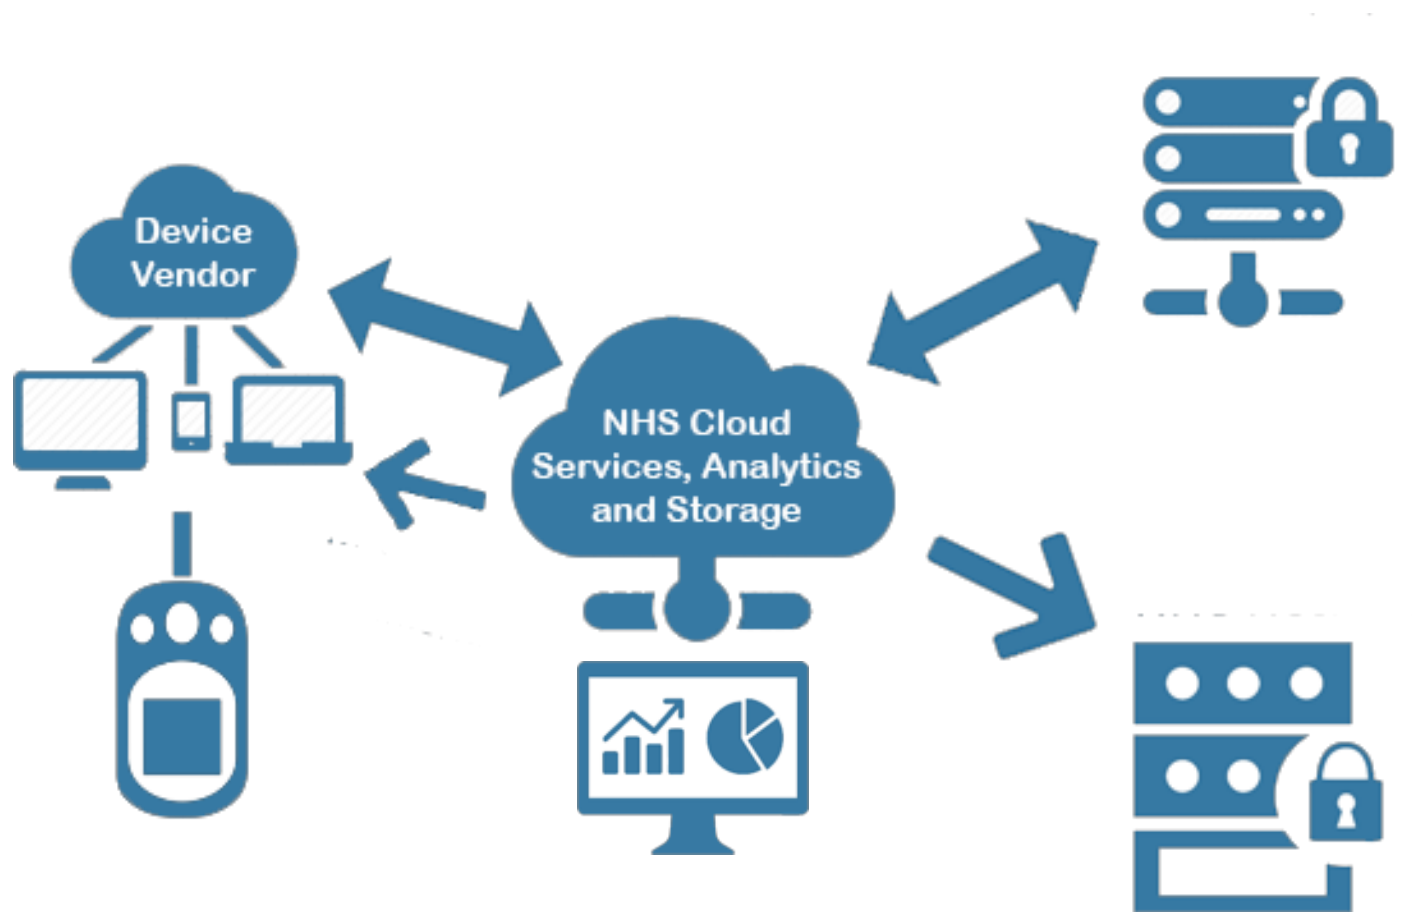 Device
Vendor
NHS Cloud
Services, Analytics
and Storage